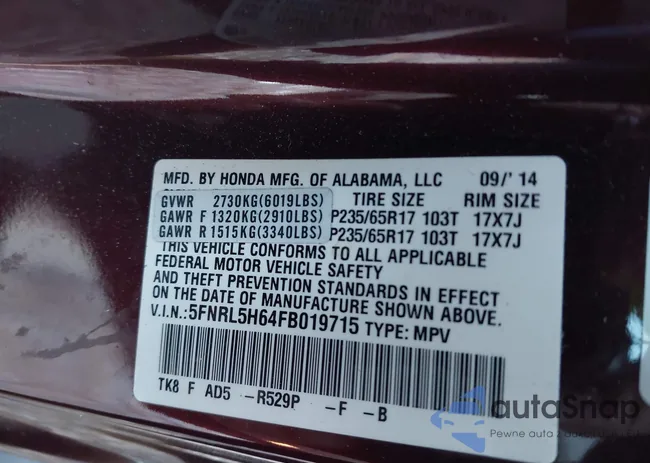 MFD. BY HONDA MFG. OF ALABAMA, LLC 09/'14
GVWR 2730KG(6019LBS) TIRE SIZE RIM SIZE
GAWR F 1320KG(2910LBS) P235/65R17 103T 17X7J
GAWR R 1515KG(3340LBS) P235/65R17 103T 17X7J
THIS VEHICLE CONFORMS TO ALL APPLICABLE
FEDERAL MOTOR VEHICLE SAFETY
AND THEFT PREVENTION STANDARDS IN EFFECT
ON THE DATE OF MANUFACTURE SHOWN ABOVE.
V.I.N.:5FNRL5H64FB019715 TYPE: MPV
TK8 F AD5 -R529P -F -B
autoSnap
Pewne auto